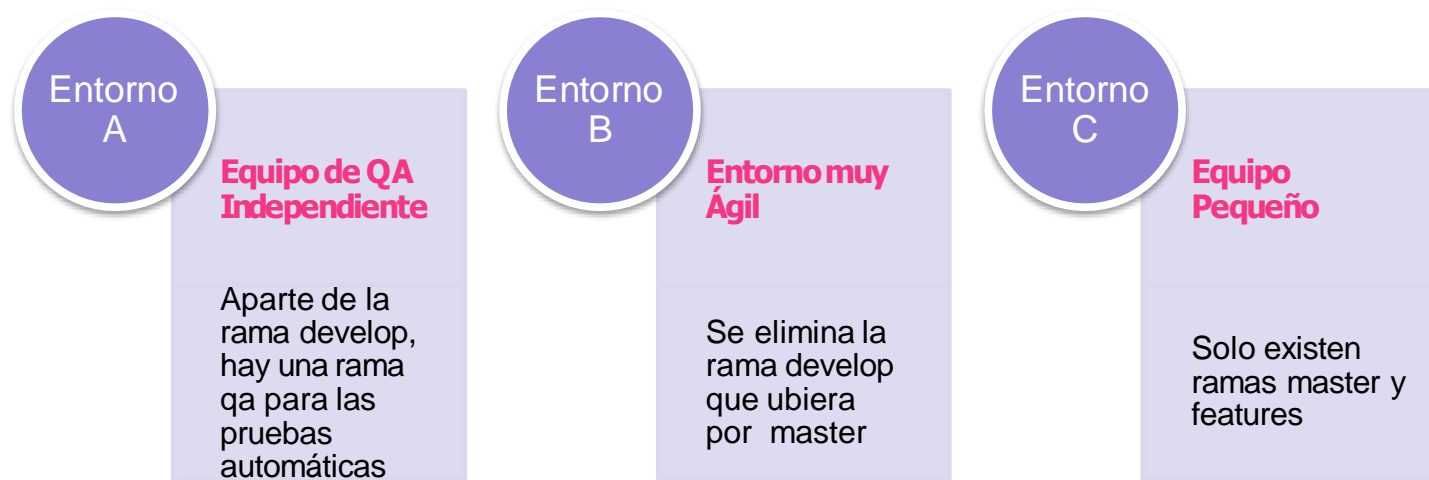 Entorno
A
Equipo de QA
Independiente
Aparte de la
rama develop,
hay una rama
qa para las
pruebas
automáticas
Entorno
B
Entorno muy
Ágil
Se elimina la
rama develop
que ubiera
por master
Entorno
C
Equipo
Pequeño
Solo existen
ramas master y
features